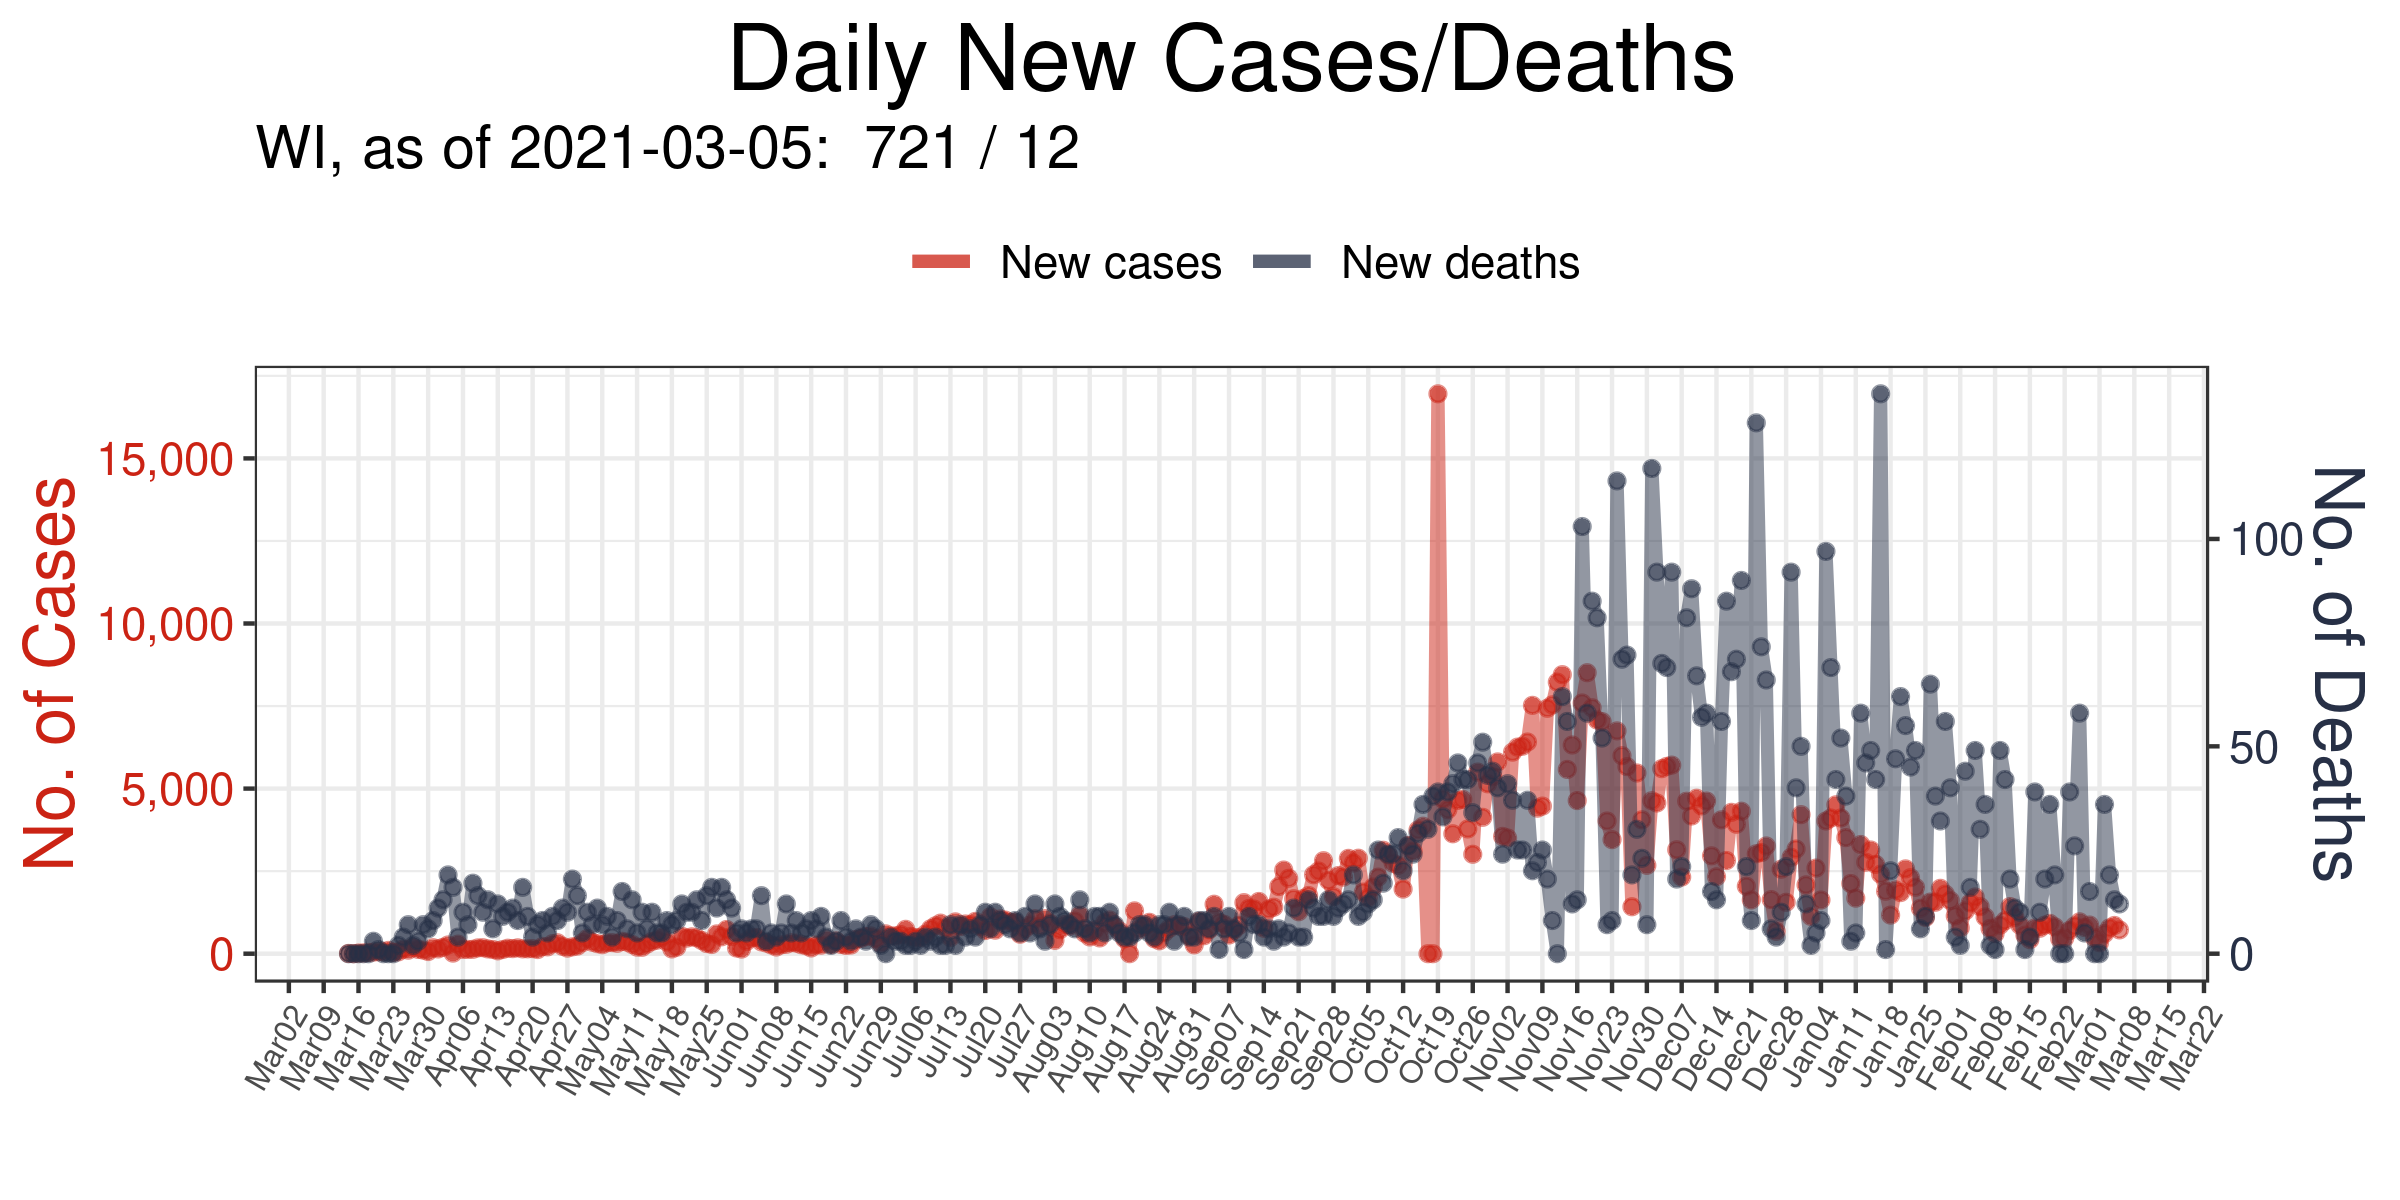 Daily New Cases/Deaths
WI, as of 2021-03-05: 721 / 12
New cases
New deaths
No. of Cases
15,000
10,000
5,000
0
100
50
0
No. of Deaths
Mar02
Mar09
Mar16
Mar23
Mar30
Apr06
Apr13
Apr20
Apr27
May04
May11
May18
May25
Jun01
Jun08
Jun15
Jun22
Jun29
Jul06
Jul13
Jul20
Jul27
Aug03
Aug10
Aug17
Aug24
Aug31
Sep07
Sep14
Sep21
Sep28
Oct05
Oct12
Oct19
Oct26
Nov02
Nov09
Nov16
Nov23
Nov30
Dec07
Dec14
Dec21
Dec28
Jan11
Jan18
Jan25
Feb01
Feb08
Feb15
Feb22
Mar01
Mar08
Mar15
Mar22